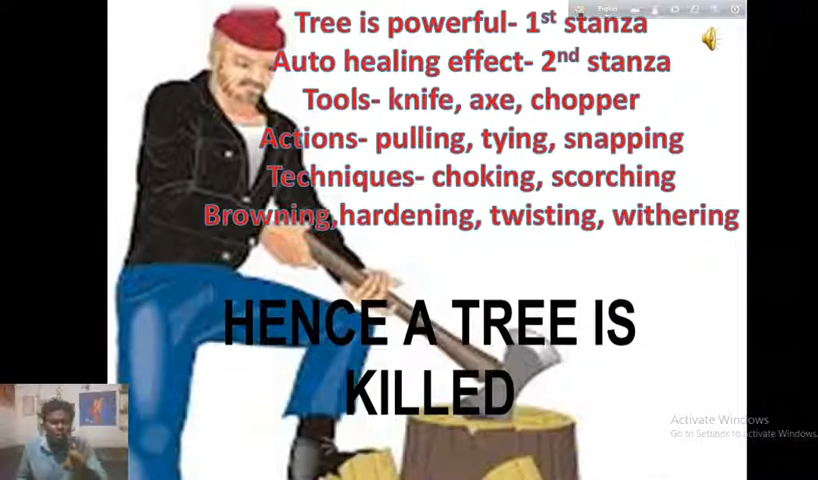 Tree is powerful- 1st stanza
English
Auto healing effect- 2nd stanza
Tools- knife, axe, chopper
Actions- pulling, tying, snapping
Techniques- choking, scorching
Browning,hardening, twisting, withering
HENCE A TREE IS
KILLED
Activate Windows
Go to Settings to Activate Windows.